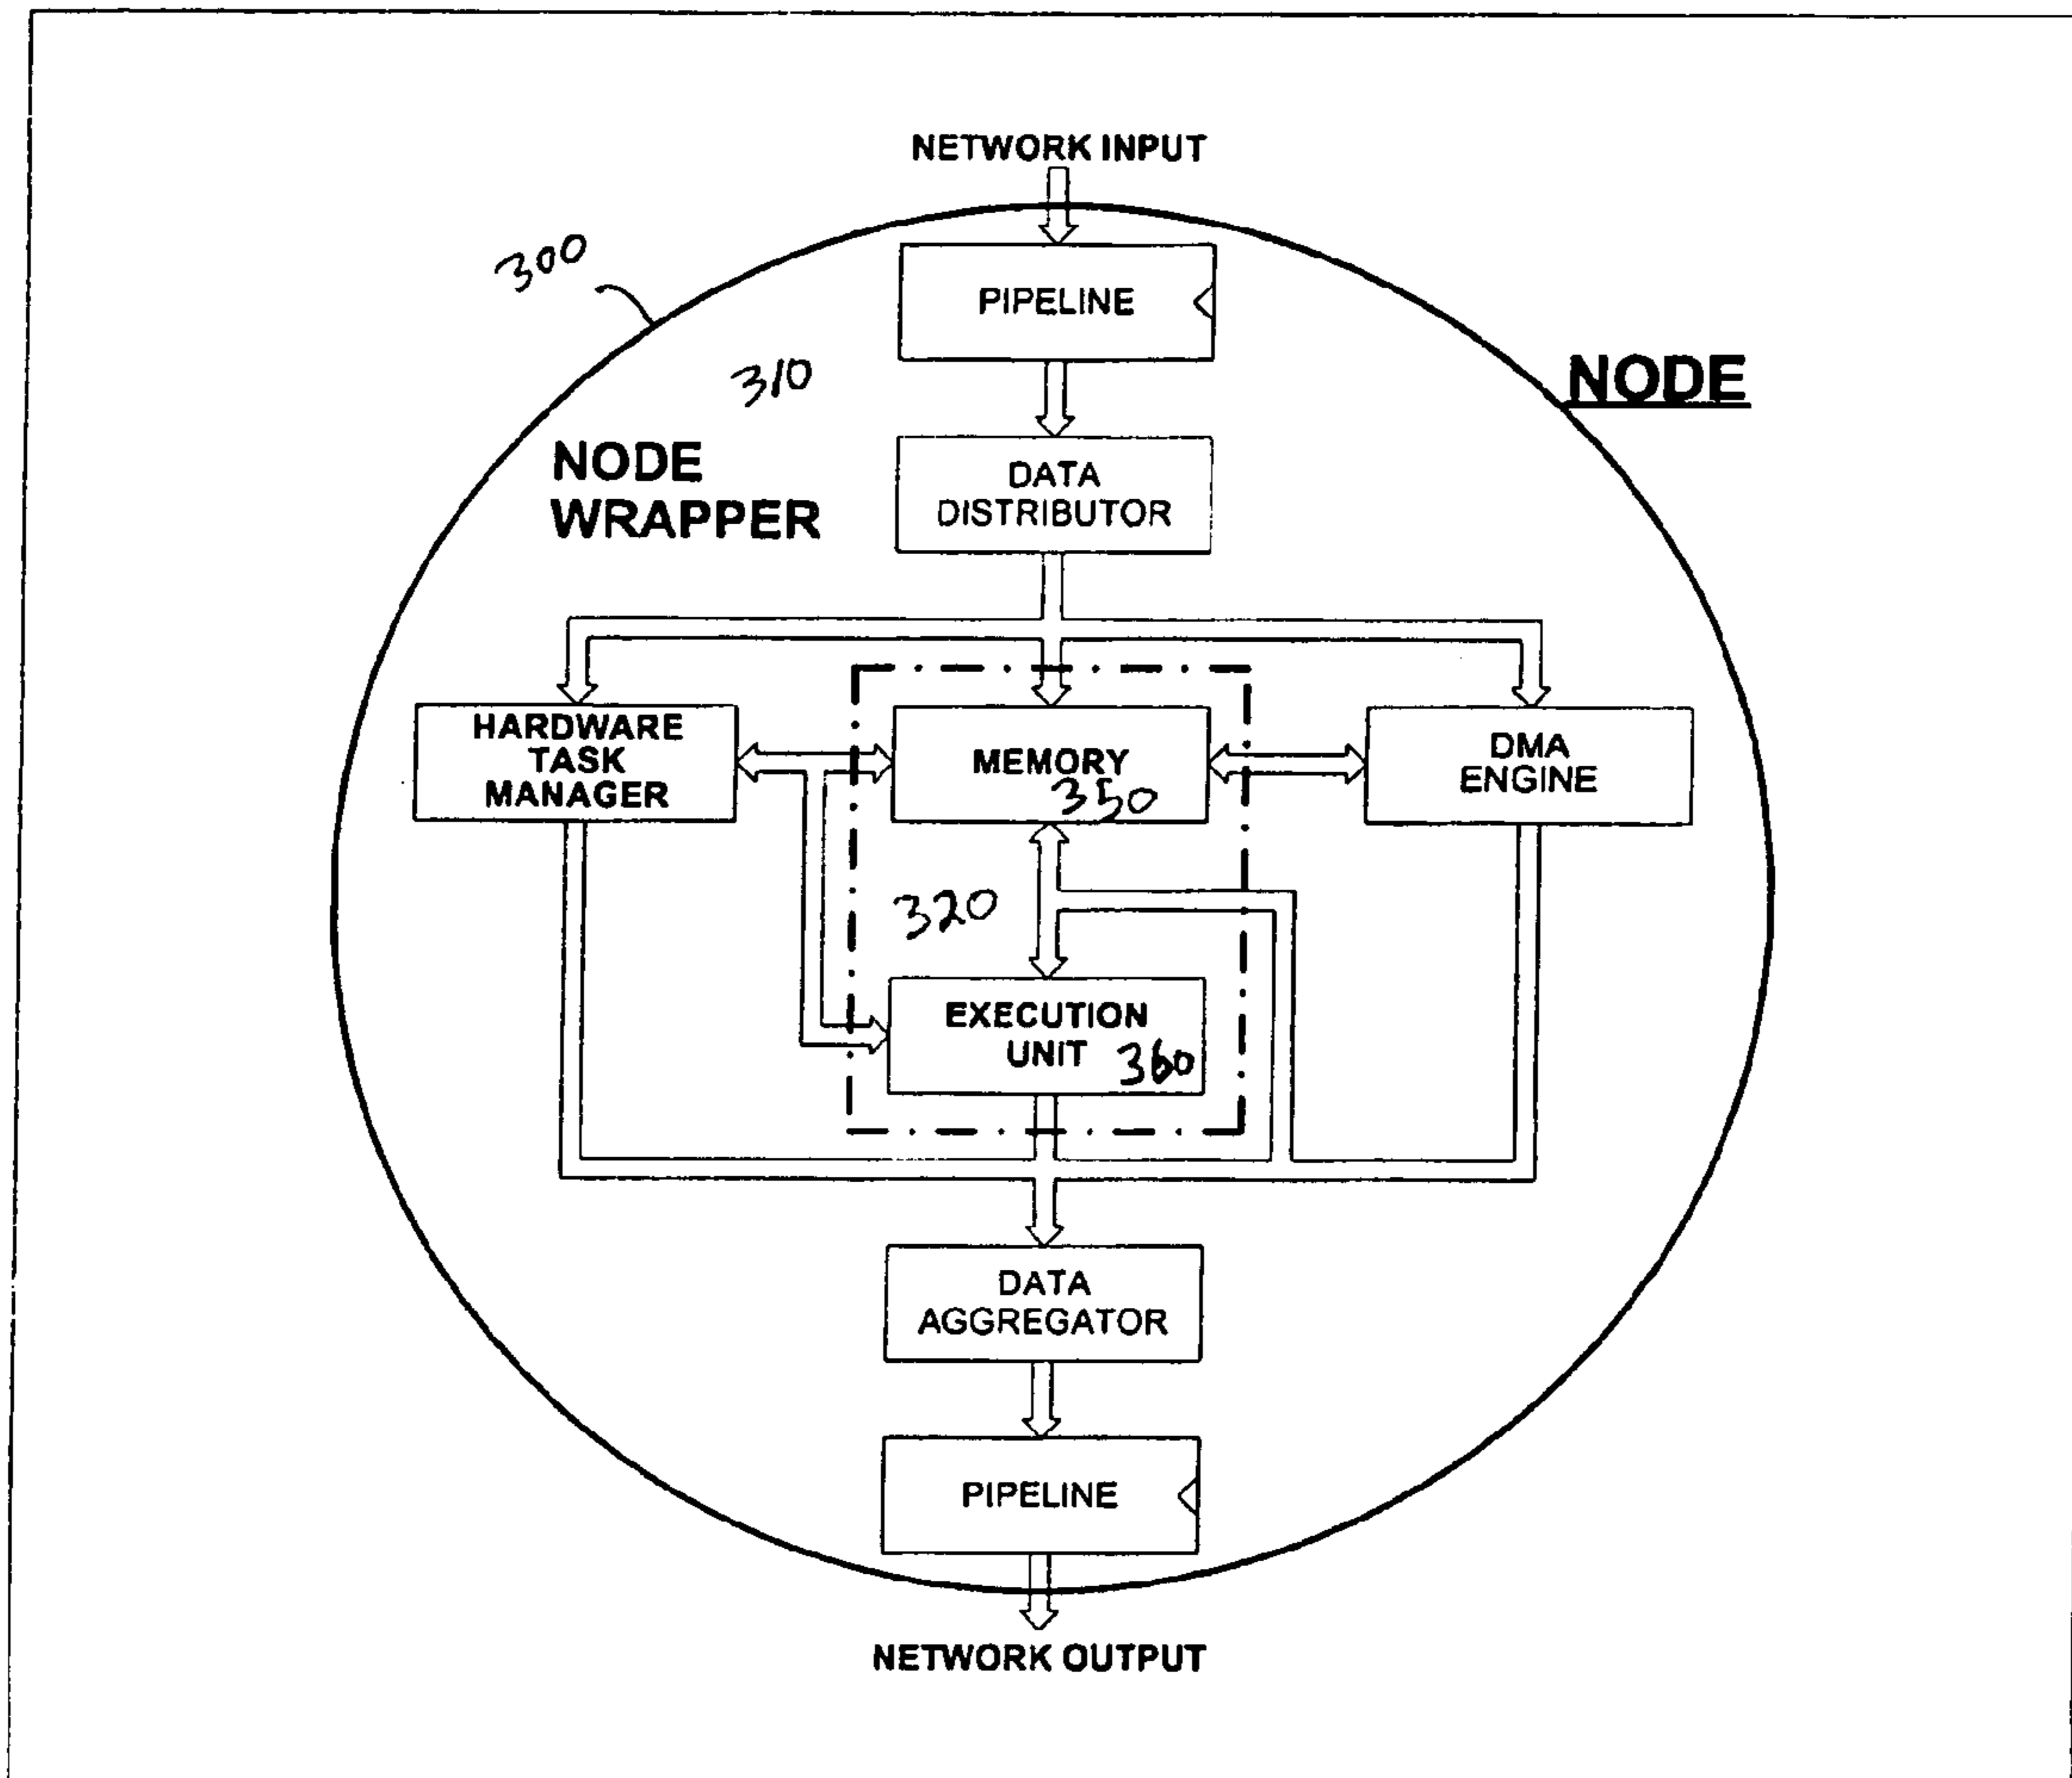 NETWORK INPUT
300
PIPELINE
310
NODE
NODE
WRAPPER
DATA
DISTRIBUTOR
HARDWARE
TASK
MANAGER
MEMORY
350
DMA
ENGINE
320
EXECUTION
UNIT 360
DATA
AGGREGATOR
PIPELINE
NETWORK OUTPUT